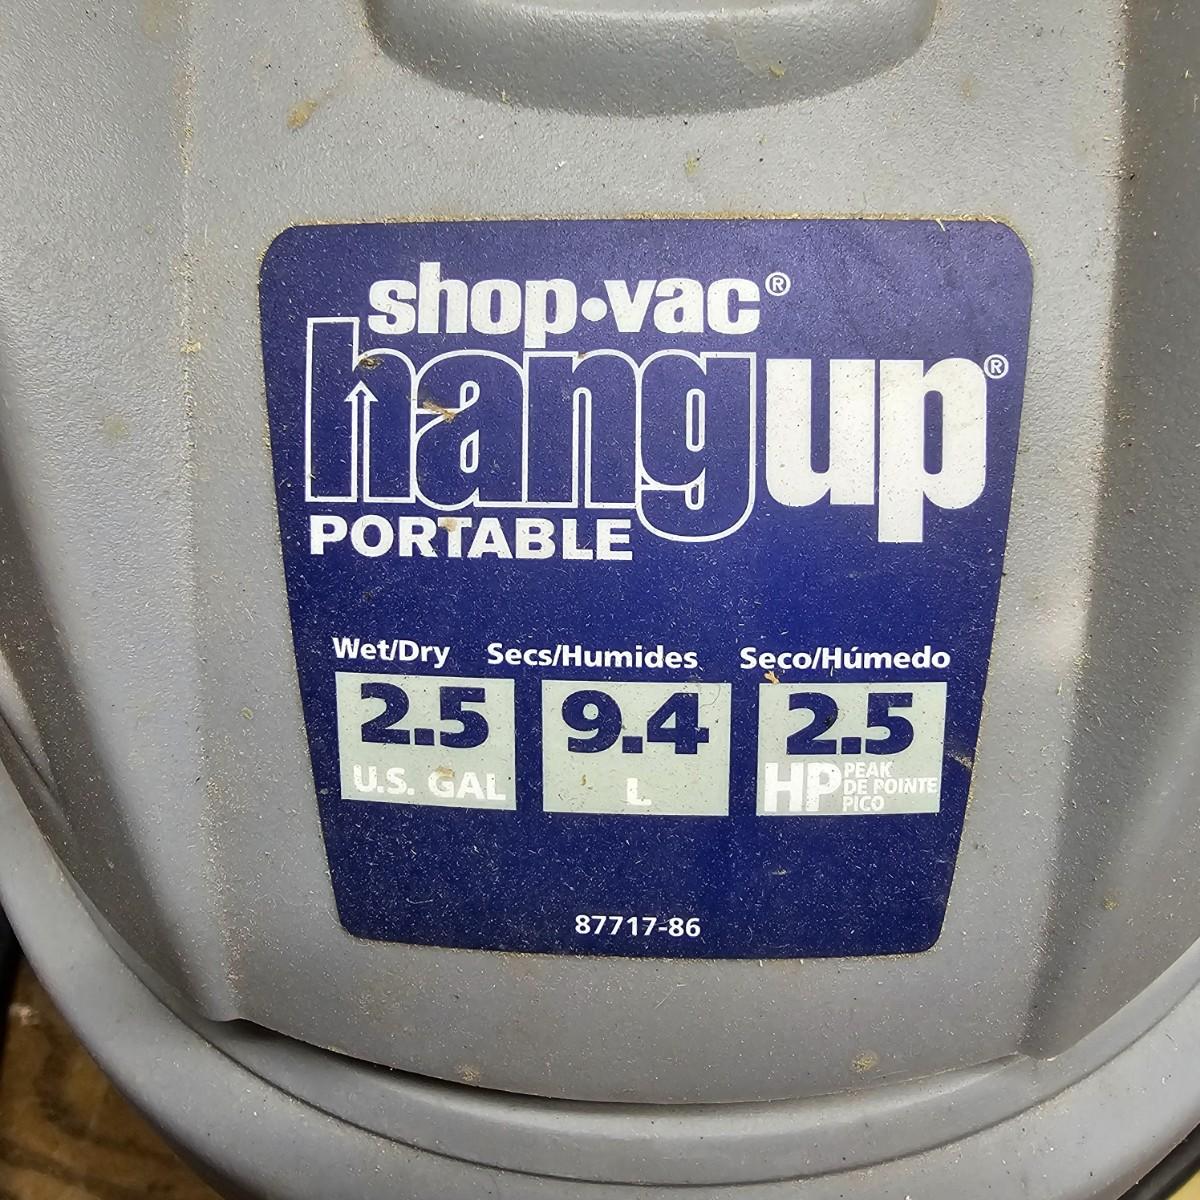 shop•vac®
hangup®
PORTABLE
Wet/Dry Secs/Humides Seco/Húmedo
2.5 9.4 2.5
U.S. GAL L HP PEAK
DE POINTE
PICO
87717-86